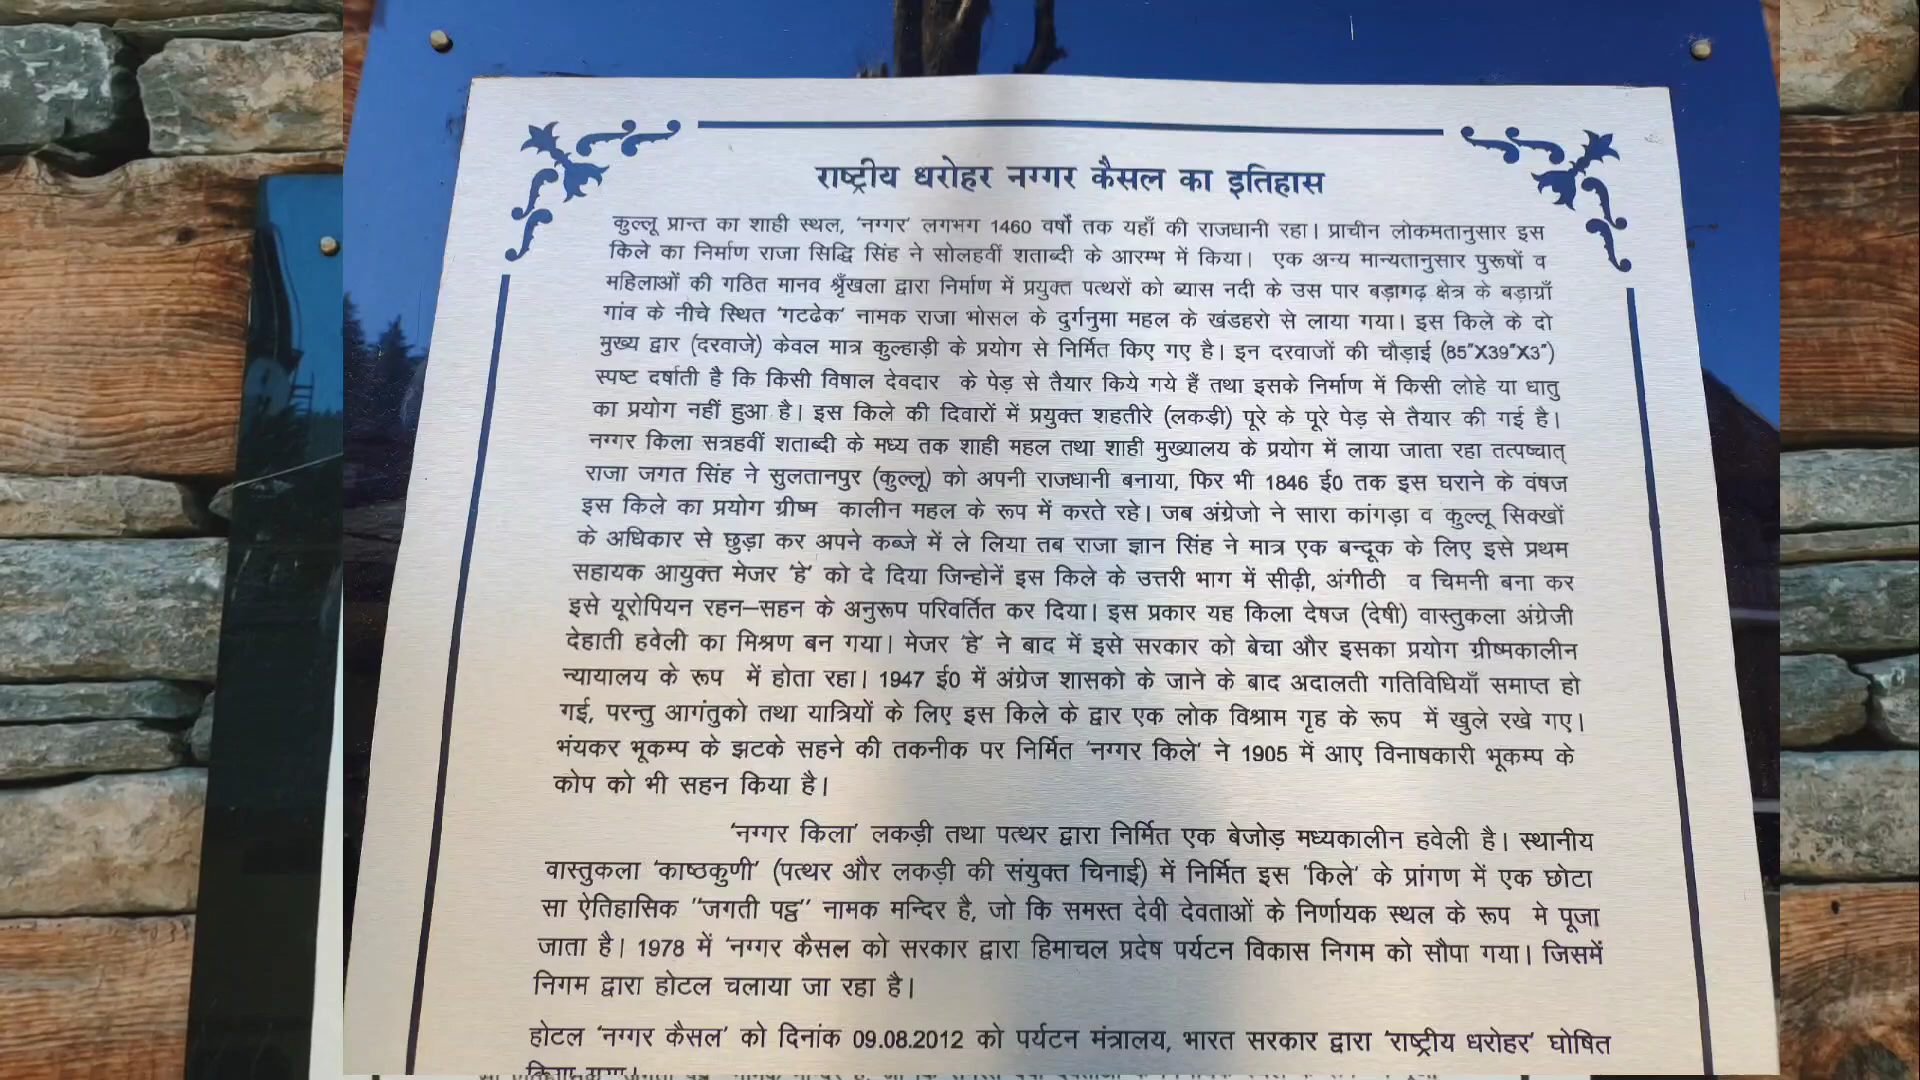 राष्ट्रीय धरोहर नग्गर कैसल का इतिहास
कुल्लू प्रान्त का शाही स्थल, 'नग्गर' लगभग 1460 वर्षों तक यहाँ की राजधानी रहा। प्राचीन लोकमतानुसार इस
किले का निर्माण राजा सिद्धि सिंह ने सोलहवीं शताब्दी के आरम्भ में किया। एक अन्य मान्यतानुसार पुरूषों व
महिलाओं की गठित मानव श्रृँखला द्वारा निर्माण में प्रयुक्त पत्थरों को ब्यास नदी के उस पार बड़ागढ़ क्षेत्र के बड़ाग्राँ
गांव के नीचे स्थित 'गटढेक' नामक राजा भोसल के दुर्गनुमा महल के खंडहरो से लाया गया। इस किले के दो
मुख्य द्वार (दरवाजे) केवल मात्र कुल्हाड़ी के प्रयोग से निर्मित किए गए है। इन दरवाजों की चौड़ाई (85"X39"X3")
स्पष्ट दर्षाती है कि किसी विषाल देवदार के पेड़ से तैयार किये गये हैं तथा इसके निर्माण में किसी लोहे या धातु
का प्रयोग नहीं हुआ है। इस किले की दिवारों में प्रयुक्त शहतीरे (लकड़ी) पूरे के पूरे पेड़ से तैयार की गई है।
नग्गर किला सत्रहवीं शताब्दी के मध्य तक शाही महल तथा शाही मुख्यालय के प्रयोग में लाया जाता रहा तत्पष्चात्
राजा जगत सिंह ने सुलतानपुर (कुल्लू) को अपनी राजधानी बनाया, फिर भी 1846 ई0 तक इस घराने के वंषज
इस किले का प्रयोग ग्रीष्म कालीन महल के रूप में करते रहे। जब अंग्रेजो ने सारा कांगड़ा व कुल्लू सिक्खों
के अधिकार से छुड़ा कर अपने कब्जे में ले लिया तब राजा ज्ञान सिंह ने मात्र एक बन्दूक के लिए इसे प्रथम
सहायक आयुक्त मेजर 'हे' को दे दिया जिन्होनें इस किले के उत्तरी भाग में सीढ़ी, अंगीठी व चिमनी बना कर
इसे यूरोपियन रहन–सहन के अनुरूप परिवर्तित कर दिया। इस प्रकार यह किला देषज (देषी) वास्तुकला अंग्रेजी
देहाती हवेली का मिश्रण बन गया। मेजर 'हे' ने बाद में इसे सरकार को बेचा और इसका प्रयोग ग्रीष्मकालीन
न्यायालय के रूप में होता रहा। 1947 ई0 में अंग्रेज शासको के जाने के बाद अदालती गतिविधियाँ समाप्त हो
गई, परन्तु आगंतुको तथा यात्रियों के लिए इस किले के द्वार एक लोक विश्राम गृह के रूप में खुले रखे गए।
भंयकर भूकम्प के झटके सहने की तकनीक पर निर्मित 'नग्गर किले' ने 1905 में आए विनाषकारी भूकम्प के
कोप को भी सहन किया है।
'नग्गर किला' लकड़ी तथा पत्थर द्वारा निर्मित एक बेजोड़ मध्यकालीन हवेली है। स्थानीय
वास्तुकला 'काष्ठकुणी' (पत्थर और लकड़ी की संयुक्त चिनाई) में निर्मित इस 'किले' के प्रांगण में एक छोटा
सा ऐतिहासिक "जगती पट्ठ" नामक मन्दिर है, जो कि समस्त देवी देवताओं के निर्णायक स्थल के रूप मे पूजा
जाता है। 1978 में 'नग्गर कैसल को सरकार द्वारा हिमाचल प्रदेष पर्यटन विकास निगम को सौपा गया। जिसमें
निगम द्वारा होटल चलाया जा रहा है।
होटल 'नग्गर कैसल' को दिनांक 09.08.2012 को पर्यटन मंत्रालय, भारत सरकार द्वारा 'राष्ट्रीय धरोहर' घोषित
किया गया।